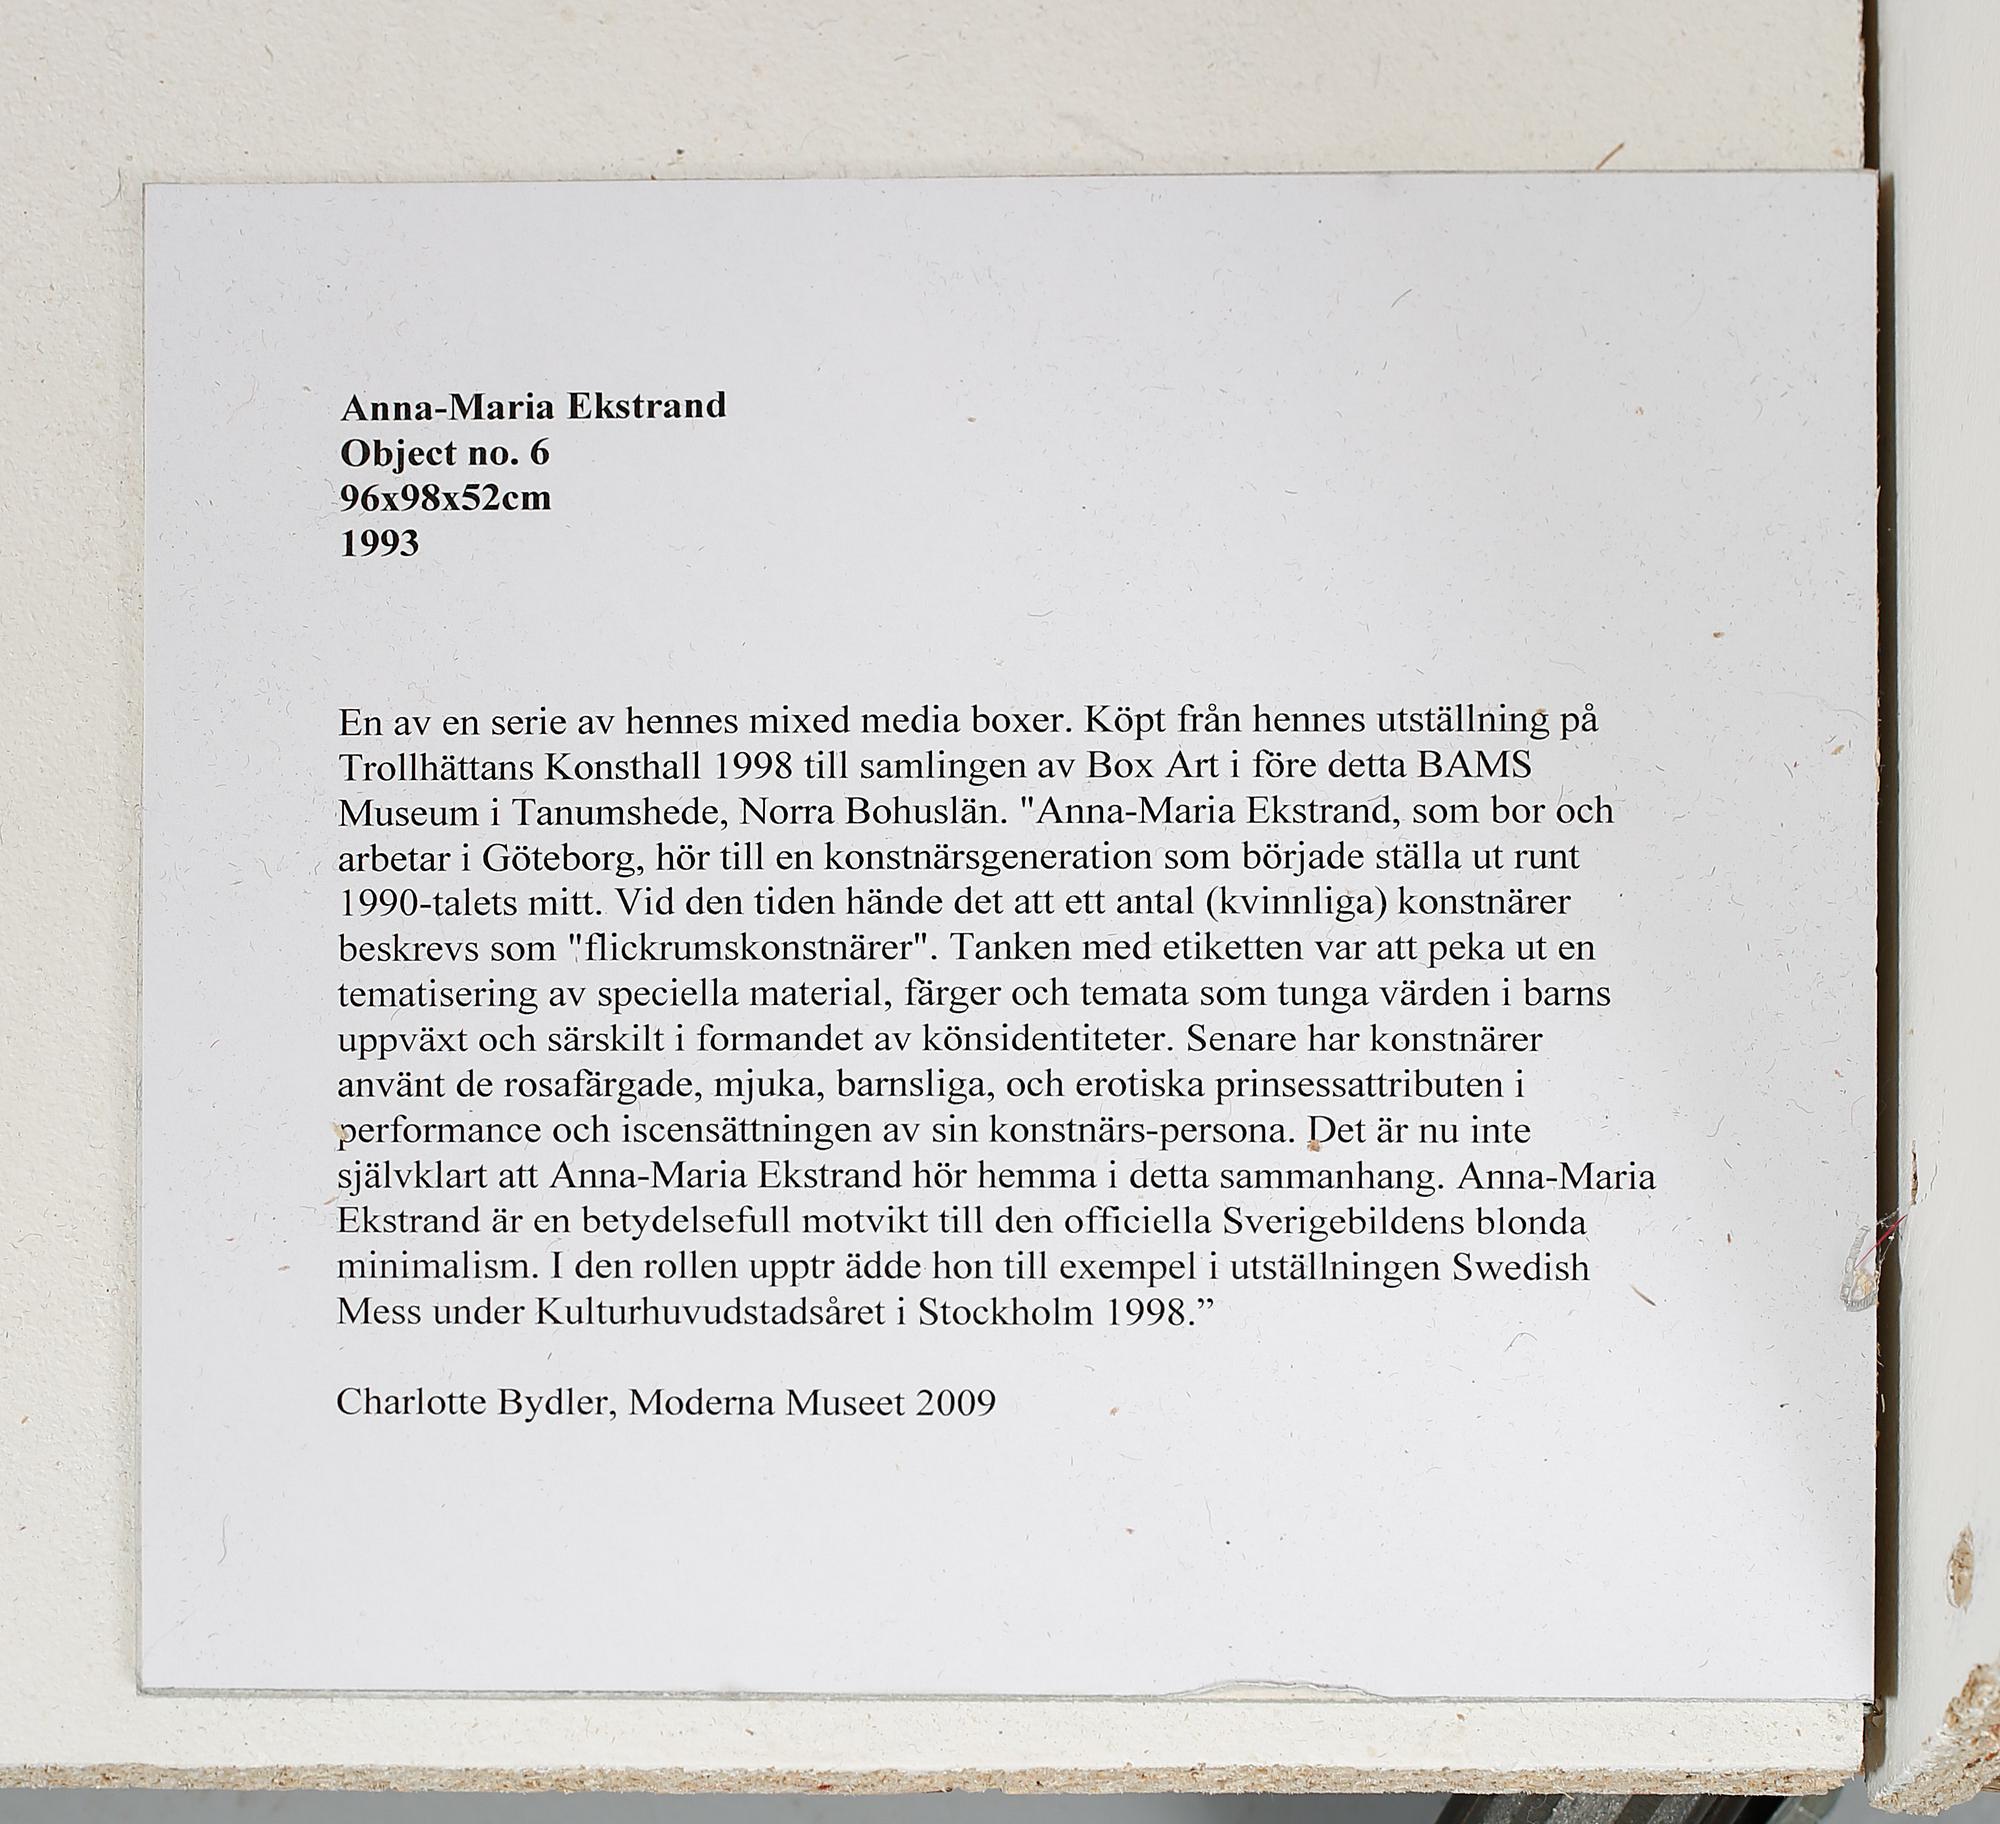 Anna-Maria Ekstrand
Object no. 6
96x98x52cm
1993
En av en serie av hennes mixed media boxer. Köpt från hennes utställning på
Trollhättans Konsthall 1998 till samlingen av Box Art i före detta BAMS
Museum i Tanumshede, Norra Bohuslän. "Anna-Maria Ekstrand, som bor och
arbetar i Göteborg, hör till en konstnärsgeneration som började ställa ut runt
1990-talets mitt. Vid den tiden hände det att ett antal (kvinnliga) konstnärer
beskrevs som "flickrumskonstnärer". Tanken med etiketten var att peka ut en
tematisering av speciella material, färger och temata som tunga värden i barns
uppväxt och särskilt i formandet av könsidentiteter. Senare har konstnärer
använt de rosafärgade, mjuka, barnsliga, och erotiska prinsessattributen i
performance och iscensättningen av sin konstnärs-persona. Det är nu inte
självklart att Anna-Maria Ekstrand hör hemma i detta sammanhang. Anna-Maria
Ekstrand är en betydelsefull motvikt till den officiella Sverigebildens blonda
minimalism. I den rollen upptr ädde hon till exempel i utställningen Swedish
Mess under Kulturhuvudstadsåret i Stockholm 1998.”
Charlotte Bydler, Moderna Museet 2009